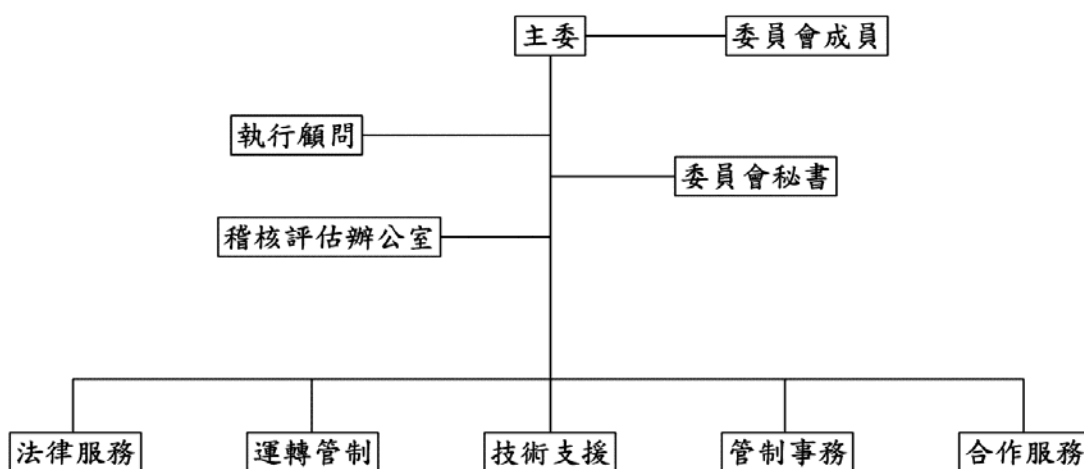 主委
委員會成員
執行顧問
委員會秘書
稽核評估辦公室
法律服務
運轉管制
技術支援
管制事務
合作服務